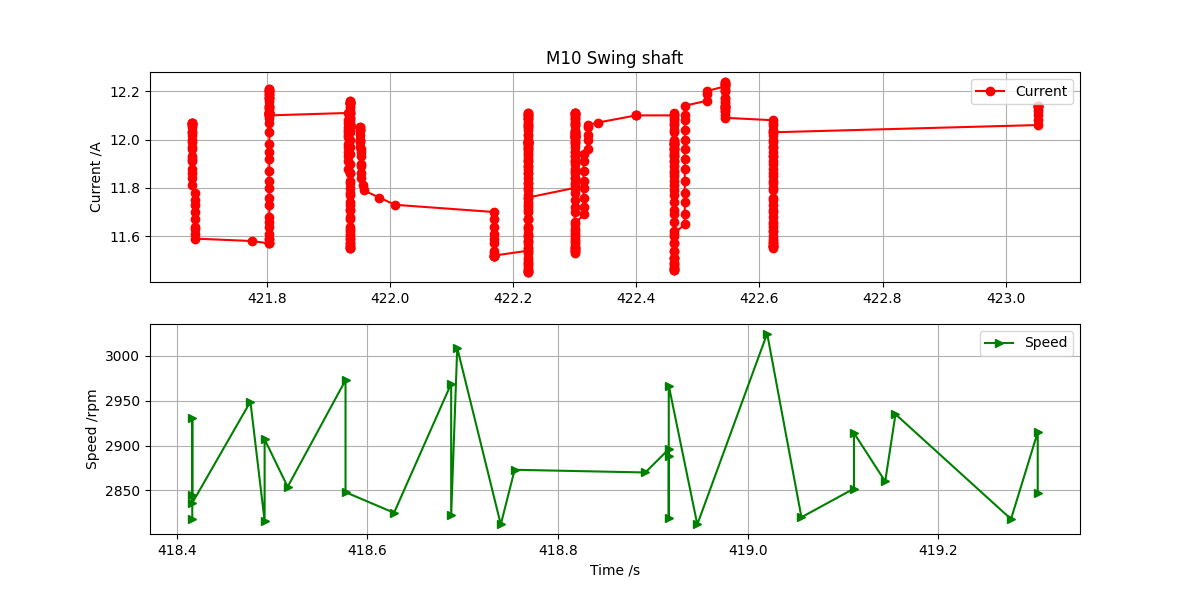 M10 Swing shaft
Current /A
12.2
12.0
11.8
11.6
Current
421.8 422.0 422.2 422.4 422.6 422.8 423.0
Speed /rpm
3000
2950
2900
2850
Speed
418.4 418.6 418.8 419.0 419.2
Time /s